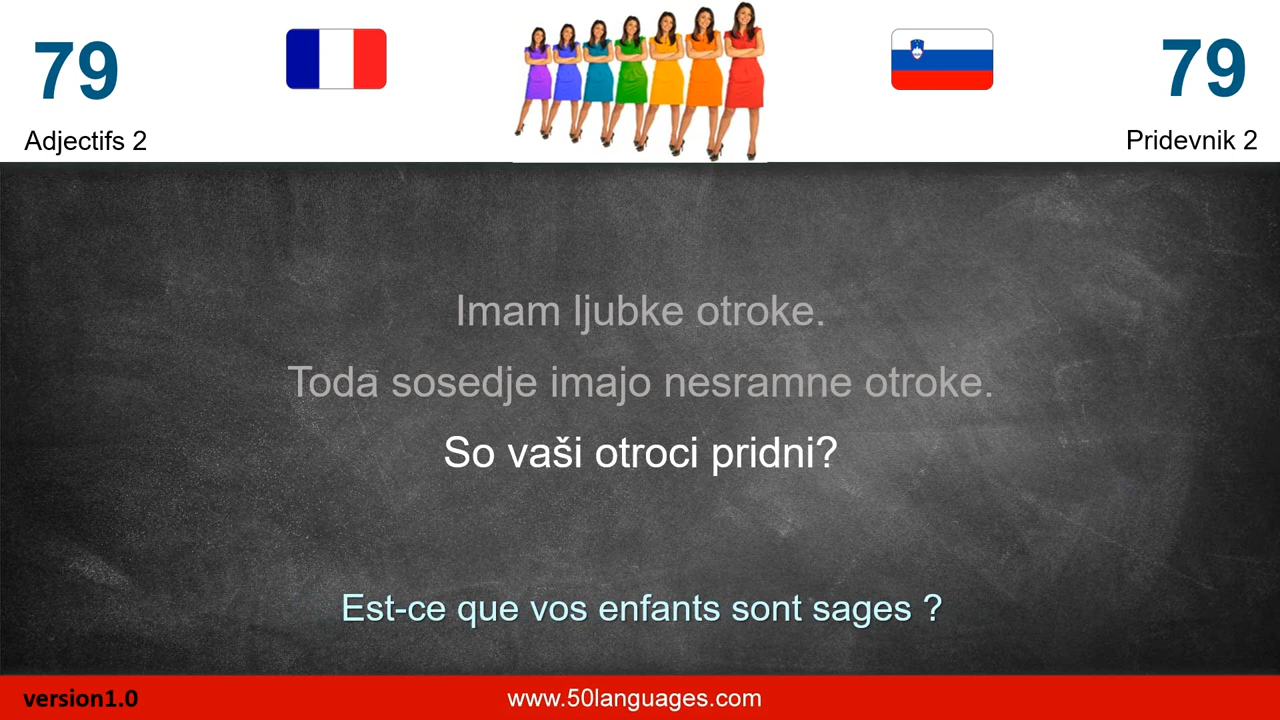 79
79
Adjectifs 2
Pridevnik 2
Imam ljubke otroke.
Toda sosedje imajo nesramne otroke.
So vaši otroci pridni?
Est-ce que vos enfants sont sages ?
version1.0
www.50languages.com